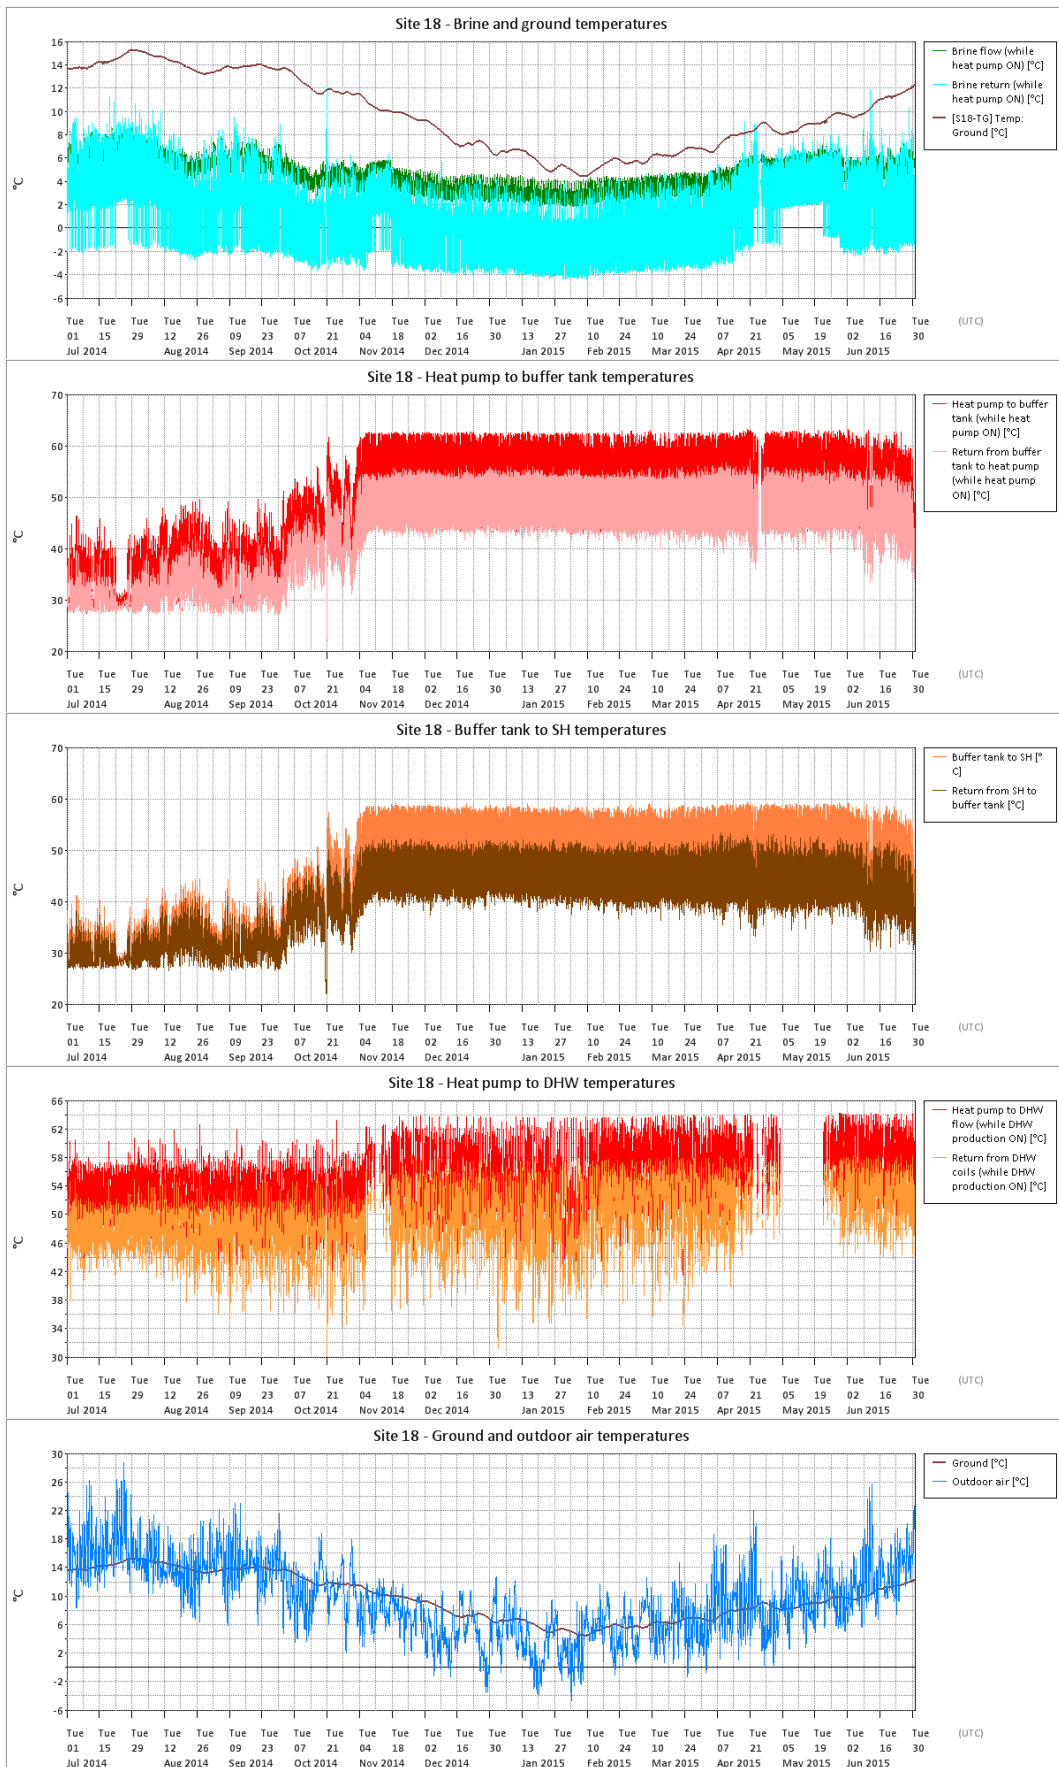 Site 18 - Brine and ground temperatures
16
14
12
10
8
6
4
2
0
-2
-4
-6
°C
Brine flow (while
heat pump ON) [°C]
Brine return (while
heat pump ON) [°C]
[S18-TG] Temp:
Ground [°C]
Tue Tue Tue Tue Tue Tue Tue Tue Tue Tue Tue Tue Tue Tue Tue Tue Tue Tue Tue Tue Tue Tue Tue Tue Tue Tue Tue (UTC)
01 15 29 12 26 09 23 07 21 04 18 02 16 30 13 27 10 24 10 24 07 21 05 19 02 16 30
Jul 2014 Aug 2014 Sep 2014 Oct 2014 Nov 2014 Dec 2014 Jan 2015 Feb 2015 Mar 2015 Apr 2015 May 2015 Jun 2015
Site 18 - Heat pump to buffer tank temperatures
70
60
50
40
30
20
°C
Heat pump to buffer
tank (while heat
pump ON) [°C]
Return from buffer
tank to heat pump
(while heat pump
ON) [°C]
Tue Tue Tue Tue Tue Tue Tue Tue Tue Tue Tue Tue Tue Tue Tue Tue Tue Tue Tue Tue Tue Tue Tue Tue Tue Tue Tue (UTC)
01 15 29 12 26 09 23 07 21 04 18 02 16 30 13 27 10 24 10 24 07 21 05 19 02 16 30
Jul 2014 Aug 2014 Sep 2014 Oct 2014 Nov 2014 Dec 2014 Jan 2015 Feb 2015 Mar 2015 Apr 2015 May 2015 Jun 2015
Site 18 - Buffer tank to SH temperatures
70
60
50
40
30
20
°C
Buffer tank to SH [°
C]
Return from SH to
buffer tank [°C]
Tue Tue Tue Tue Tue Tue Tue Tue Tue Tue Tue Tue Tue Tue Tue Tue Tue Tue Tue Tue Tue Tue Tue Tue Tue Tue Tue (UTC)
01 15 29 12 26 09 23 07 21 04 18 02 16 30 13 27 10 24 10 24 07 21 05 19 02 16 30
Jul 2014 Aug 2014 Sep 2014 Oct 2014 Nov 2014 Dec 2014 Jan 2015 Feb 2015 Mar 2015 Apr 2015 May 2015 Jun 2015
Site 18 - Heat pump to DHW temperatures
66
62
58
54
50
46
42
38
34
30
°C
Heat pump to DHW
flow (while DHW
production ON) [°C]
Return from DHW
coils (while DHW
production ON) [°C]
Tue Tue Tue Tue Tue Tue Tue Tue Tue Tue Tue Tue Tue Tue Tue Tue Tue Tue Tue Tue Tue Tue Tue Tue Tue Tue Tue (UTC)
01 15 29 12 26 09 23 07 21 04 18 02 16 30 13 27 10 24 10 24 07 21 05 19 02 16 30
Jul 2014 Aug 2014 Sep 2014 Oct 2014 Nov 2014 Dec 2014 Jan 2015 Feb 2015 Mar 2015 Apr 2015 May 2015 Jun 2015
Site 18 - Ground and outdoor air temperatures
30
26
22
18
14
10
6
2
-2
-6
°C
Ground [°C]
Outdoor air [°C]
Tue Tue Tue Tue Tue Tue Tue Tue Tue Tue Tue Tue Tue Tue Tue Tue Tue Tue Tue Tue Tue Tue Tue Tue Tue Tue Tue (UTC)
01 15 29 12 26 09 23 07 21 04 18 02 16 30 13 27 10 24 10 24 07 21 05 19 02 16 30
Jul 2014 Aug 2014 Sep 2014 Oct 2014 Nov 2014 Dec 2014 Jan 2015 Feb 2015 Mar 2015 Apr 2015 May 2015 Jun 2015